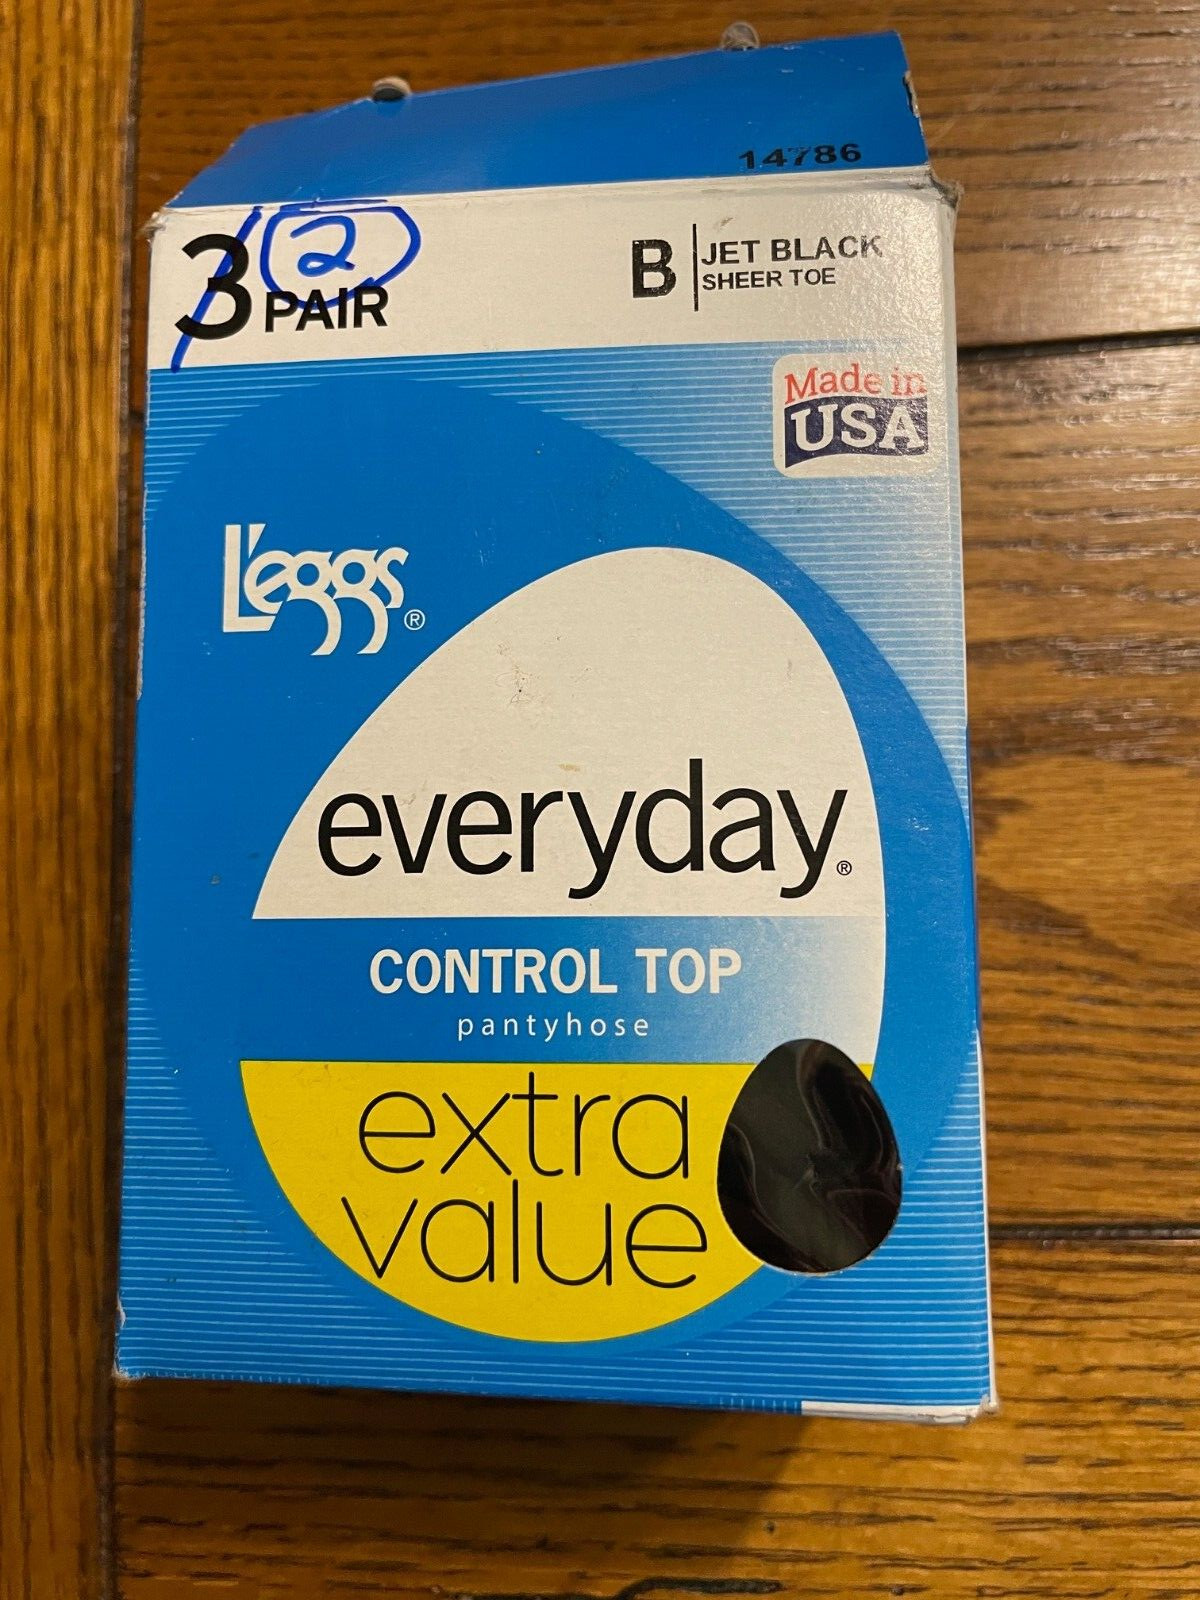 14786
3 2
PAIR
B JET BLACK
SHEER TOE
Made in
USA
L'eggs®
everyday®
CONTROL TOP
pantyhose
extra
value